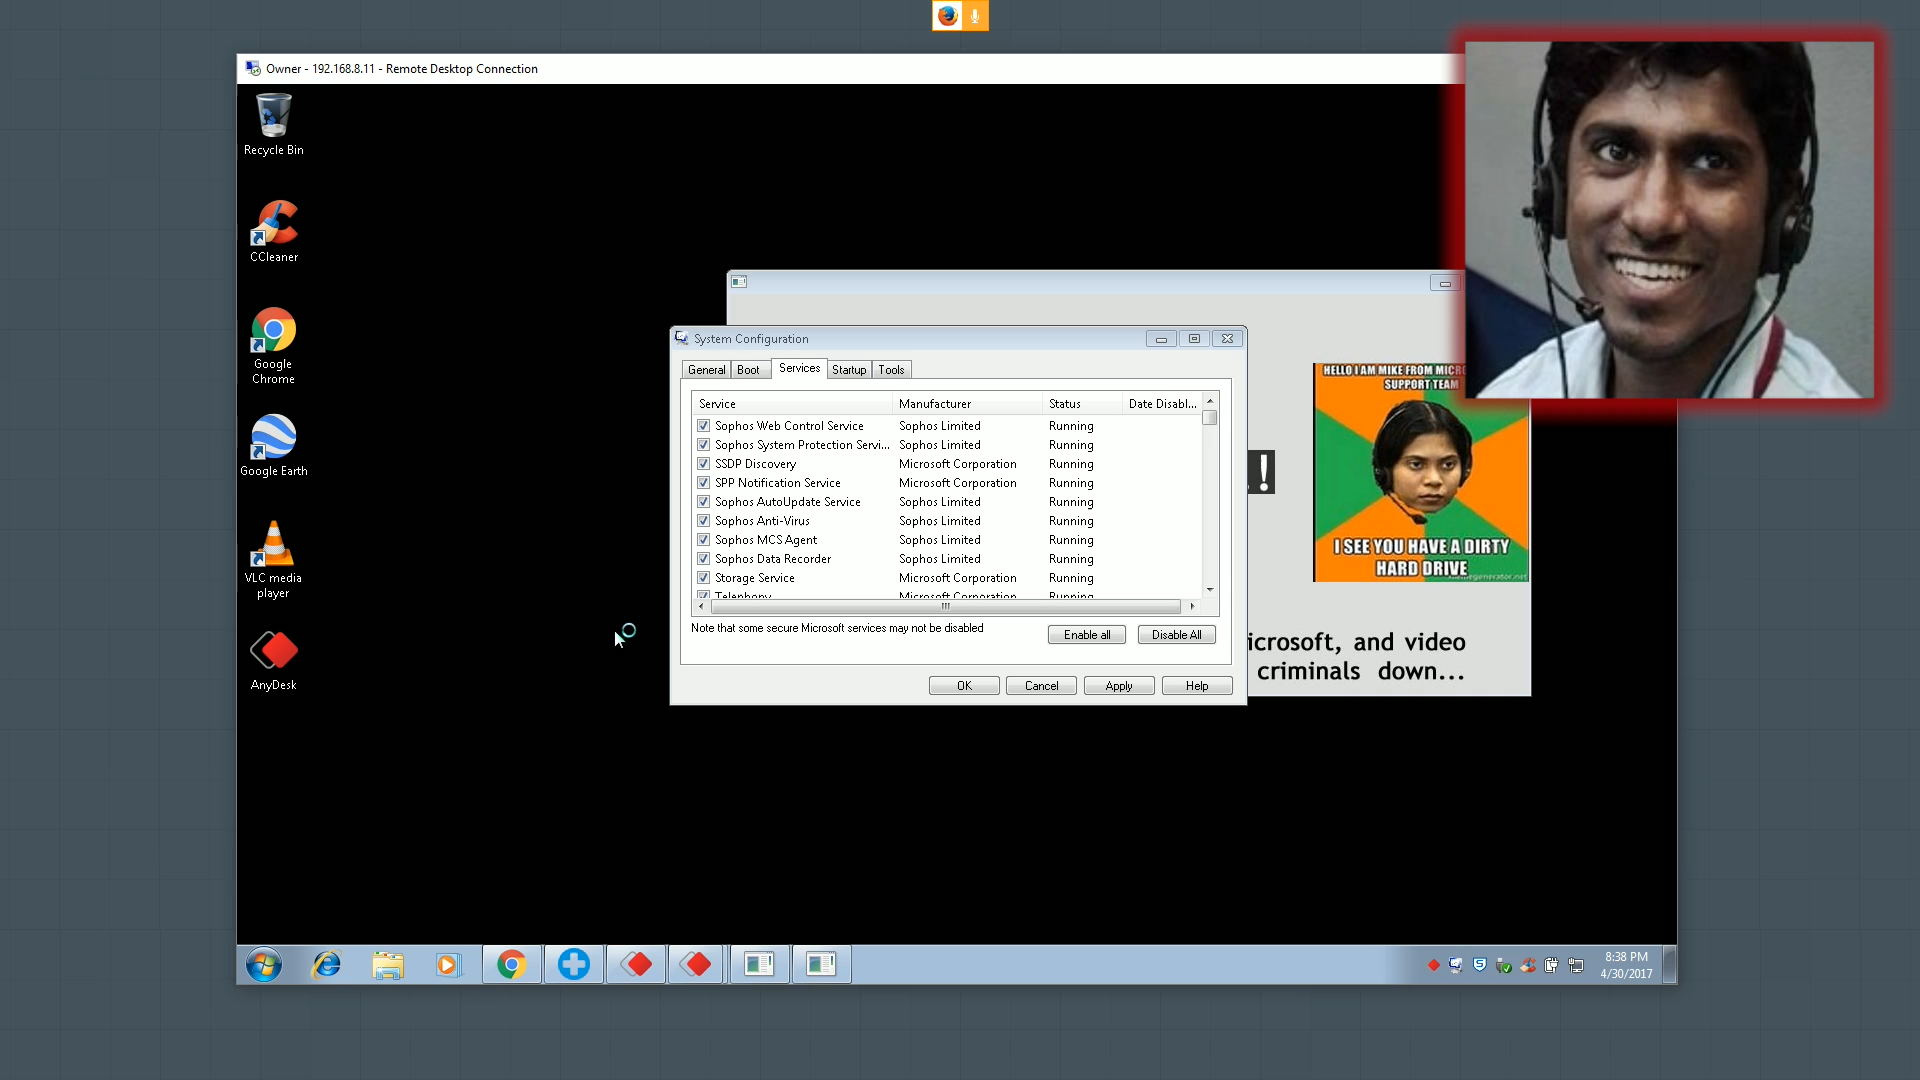 Owner - 192.168.8.11 - Remote Desktop Connection
Recycle Bin
CCleaner
Google
Chrome
Google Earth
VLC media
player
AnyDesk
System Configuration
General Boot Services Startup Tools
Service Manufacturer Status Date Disabl...
Sophos Web Control Service Sophos Limited Running
Sophos System Protection Servi... Sophos Limited Running
SSDP Discovery Microsoft Corporation Running
SPP Notification Service Microsoft Corporation Running
Sophos AutoUpdate Service Sophos Limited Running
Sophos Anti-Virus Sophos Limited Running
Sophos MCS Agent Sophos Limited Running
Sophos Data Recorder Sophos Limited Running
Storage Service Microsoft Corporation Running
Telephony Microsoft Corporation Running
Note that some secure Microsoft services may not be disabled
Enable all Disable All
OK Cancel Apply Help
!
HELLO I AM MIKE FROM MICR
SUPPORT TEAM
I SEE YOU HAVE A DIRTY
HARD DRIVE
memegenerator.net
icrosoft, and video
criminals down...
8:38 PM
4/30/2017